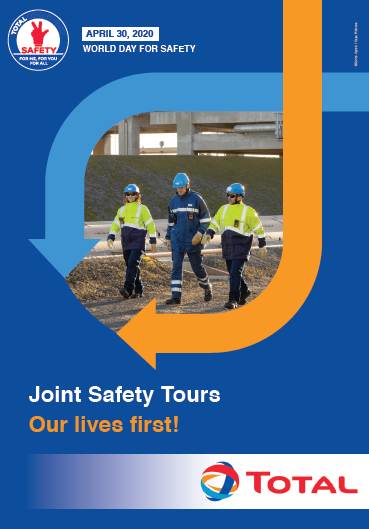 TOTAL
SAFETY
FOR ME, FOR YOU
FOR ALL
APRIL 30, 2020
WORLD DAY FOR SAFETY
Joint Safety Tours
Our lives first!
TOTAL